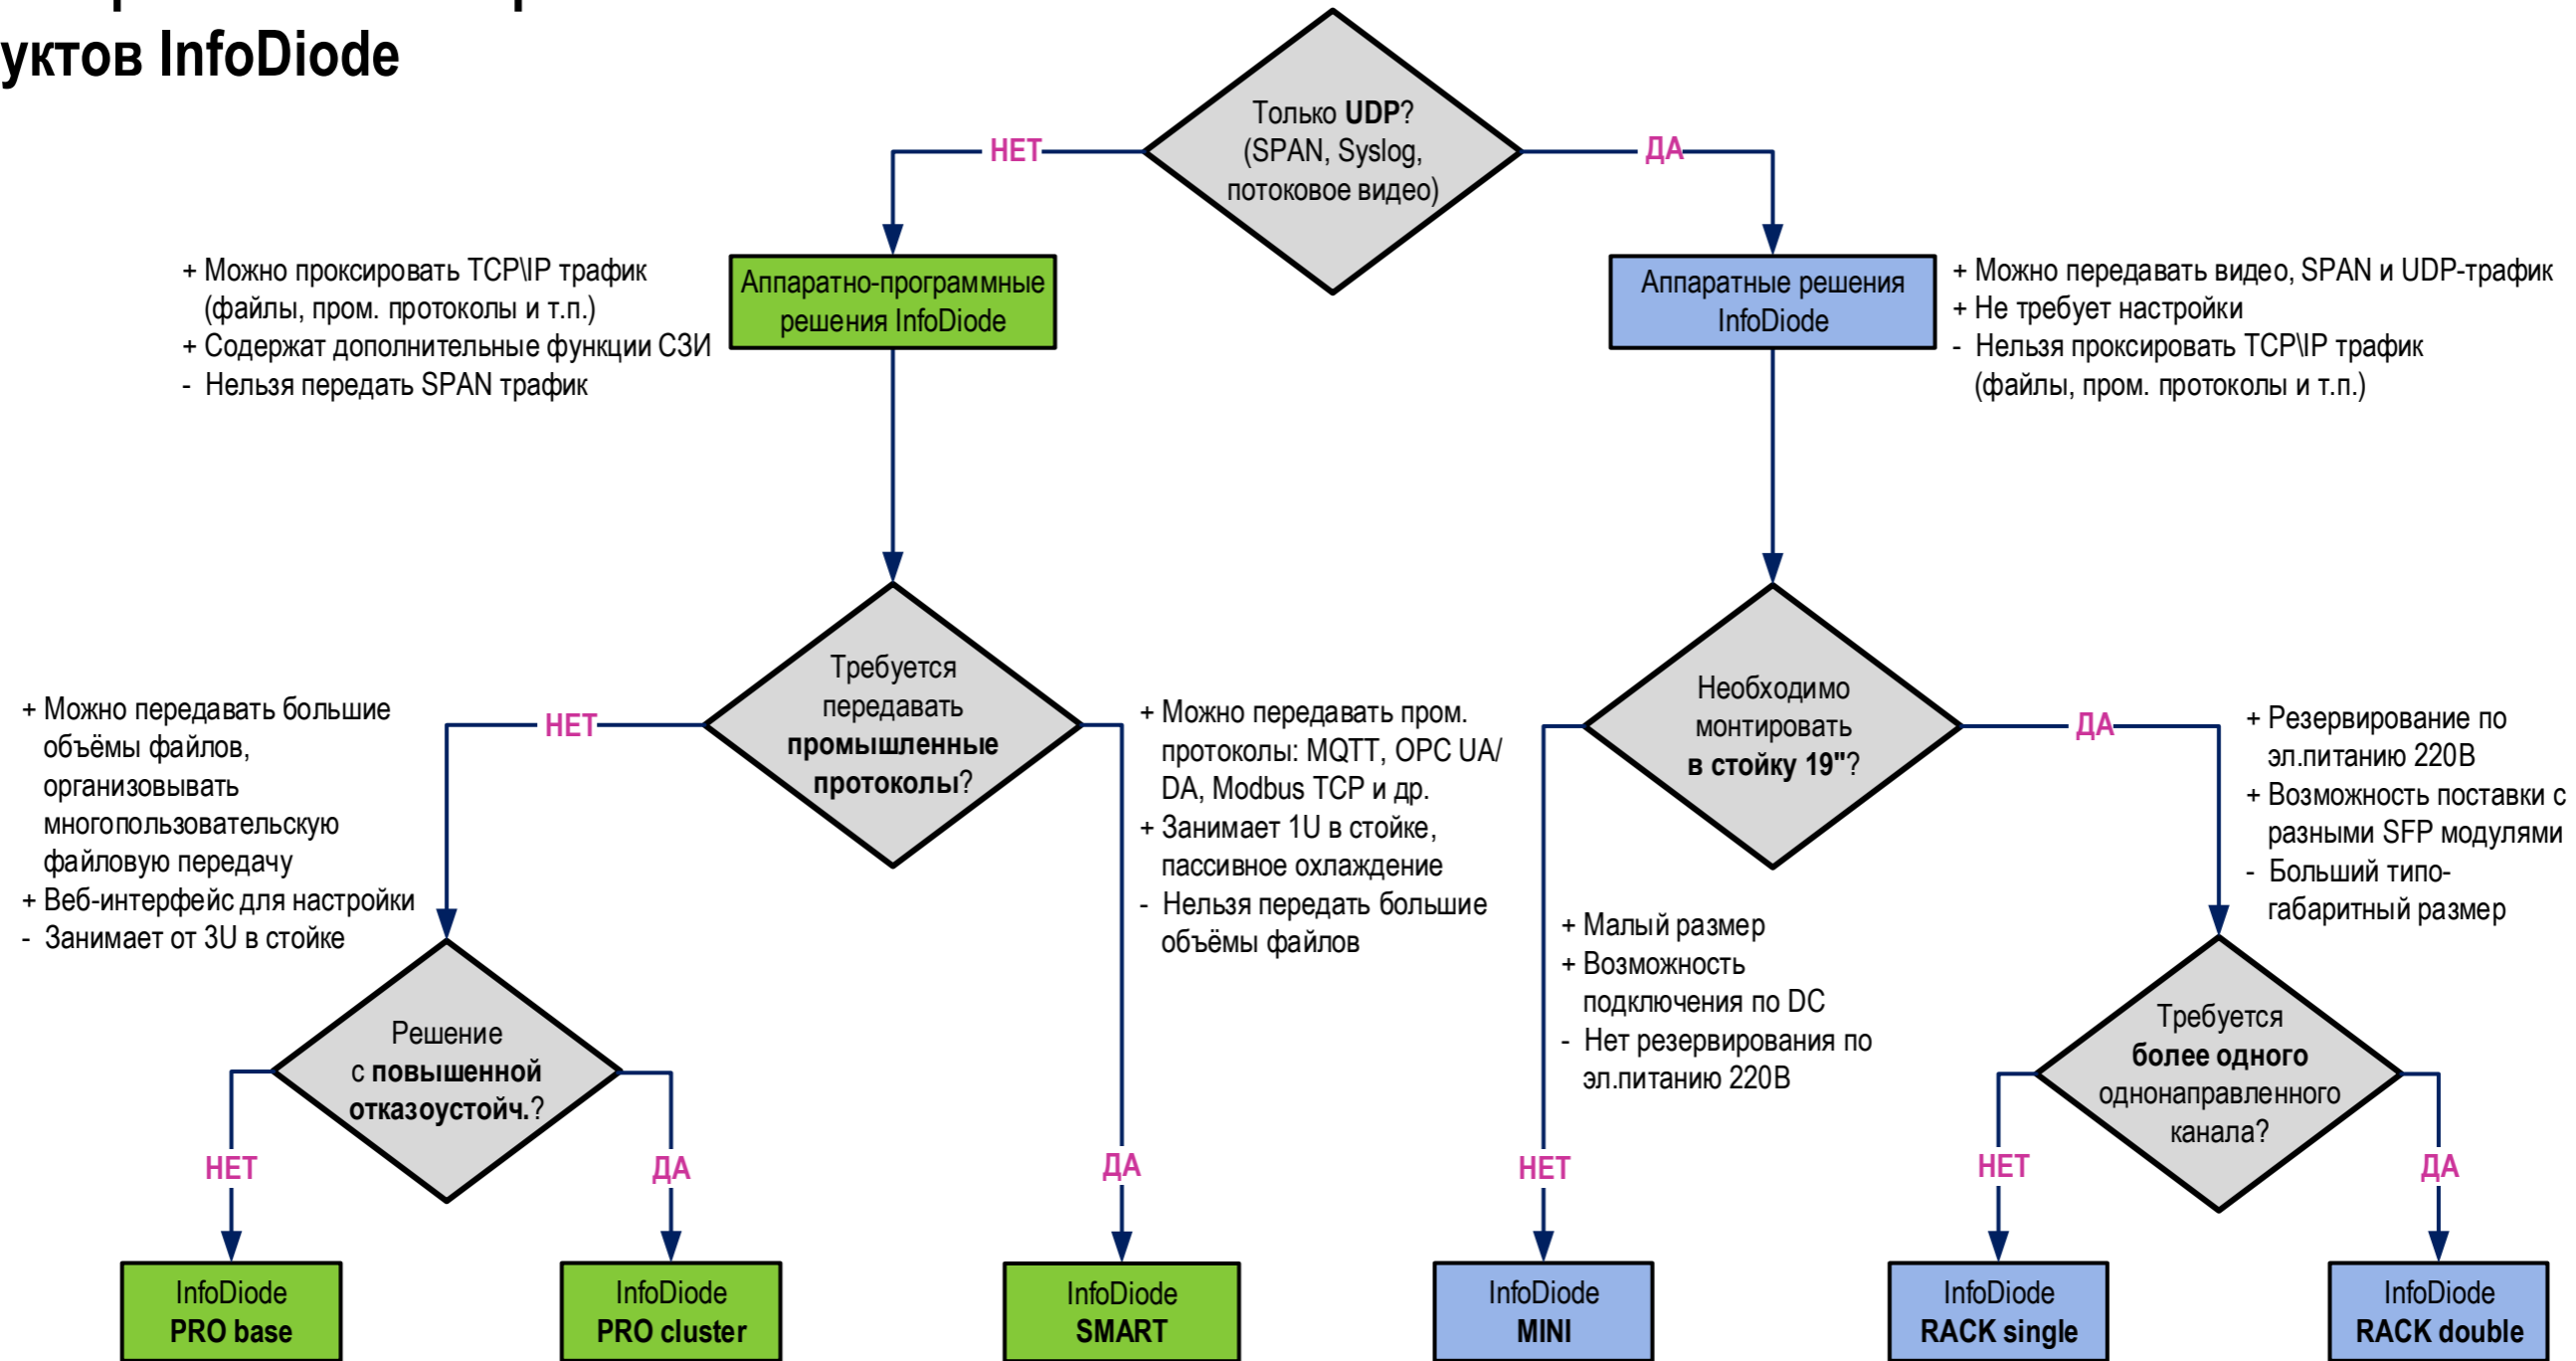 уктов InfoDiode
Только UDP?
(SPAN, Syslog,
потоковое видео)
НЕТ
ДА
+ Можно проксировать TCP\IP трафик
(файлы, пром. протоколы и т.п.)
+ Содержат дополнительные функции СЗИ
- Нельзя передать SPAN трафик
Аппаратно-программные
решения InfoDiode
Аппаратные решения
InfoDiode
+ Можно передавать видео, SPAN и UDP-трафик
+ Не требует настройки
- Нельзя проксировать TCP\IP трафик
(файлы, пром. протоколы и т.п.)
+ Можно передавать большие
объёмы файлов,
организовывать
многопользовательскую
файловую передачу
+ Веб-интерфейс для настройки
- Занимает от 3U в стойке
НЕТ
Требуется
передавать
промышленные
протоколы?
+ Можно передавать пром.
протоколы: MQTT, OPC UA/
DA, Modbus TCP и др.
+ Занимает 1U в стойке,
пассивное охлаждение
- Нельзя передать большие
объёмы файлов
Необходимо
монтировать
в стойку 19"?
ДА
+ Резервирование по
эл.питанию 220В
+ Возможность поставки с
разными SFP модулями
- Больший типо-
габаритный размер
+ Малый размер
+ Возможность
подключения по DC
- Нет резервирования по
эл.питанию 220В
Решение
с повышенной
отказоустойч.?
Требуется
более одного
однонаправленного
канала?
НЕТ
ДА
ДА
НЕТ
НЕТ
ДА
InfoDiode
PRO base
InfoDiode
PRO cluster
InfoDiode
SMART
InfoDiode
MINI
InfoDiode
RACK single
InfoDiode
RACK double